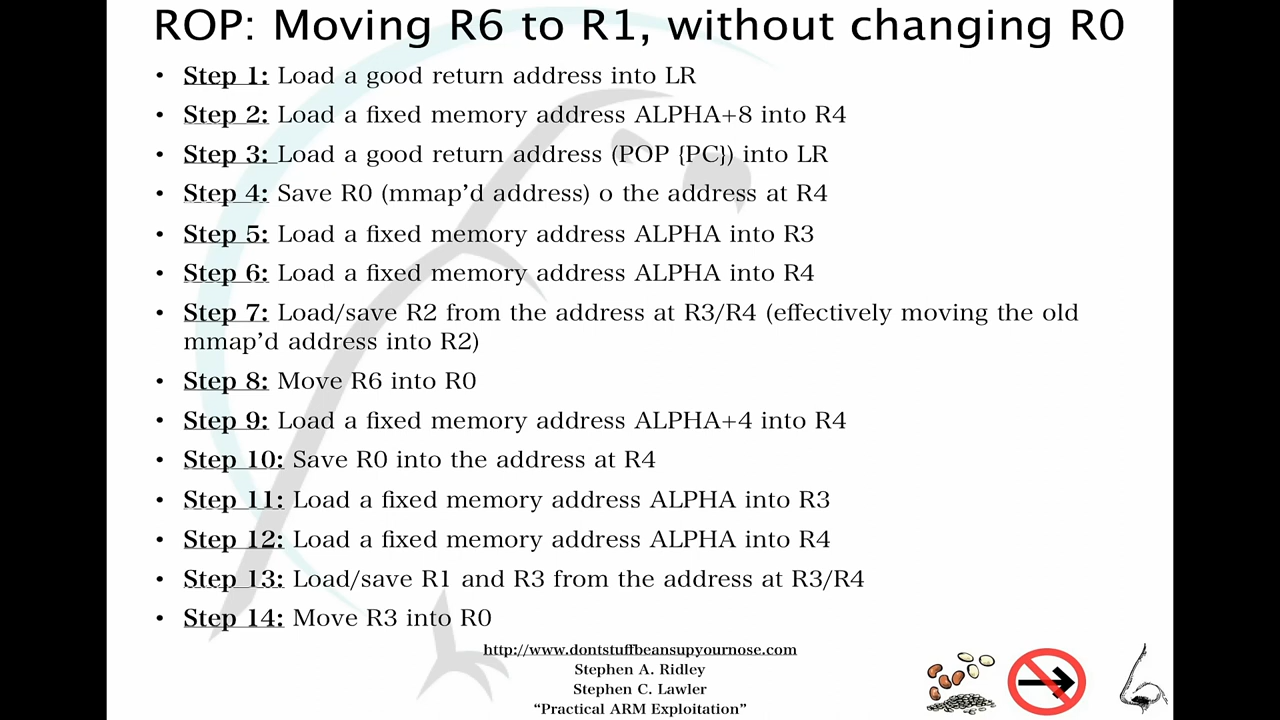 ROP: Moving R6 to R1, without changing R0
• Step 1: Load a good return address into LR
• Step 2: Load a fixed memory address ALPHA+8 into R4
• Step 3: Load a good return address (POP {PC}) into LR
• Step 4: Save R0 (mmap’d address) o the address at R4
• Step 5: Load a fixed memory address ALPHA into R3
• Step 6: Load a fixed memory address ALPHA into R4
• Step 7: Load/save R2 from the address at R3/R4 (effectively moving the old
mmap’d address into R2)
• Step 8: Move R6 into R0
• Step 9: Load a fixed memory address ALPHA+4 into R4
• Step 10: Save R0 into the address at R4
• Step 11: Load a fixed memory address ALPHA into R3
• Step 12: Load a fixed memory address ALPHA into R4
• Step 13: Load/save R1 and R3 from the address at R3/R4
• Step 14: Move R3 into R0
http://www.dontstuffbeansupyournose.com
Stephen A. Ridley
Stephen C. Lawler
“Practical ARM Exploitation”